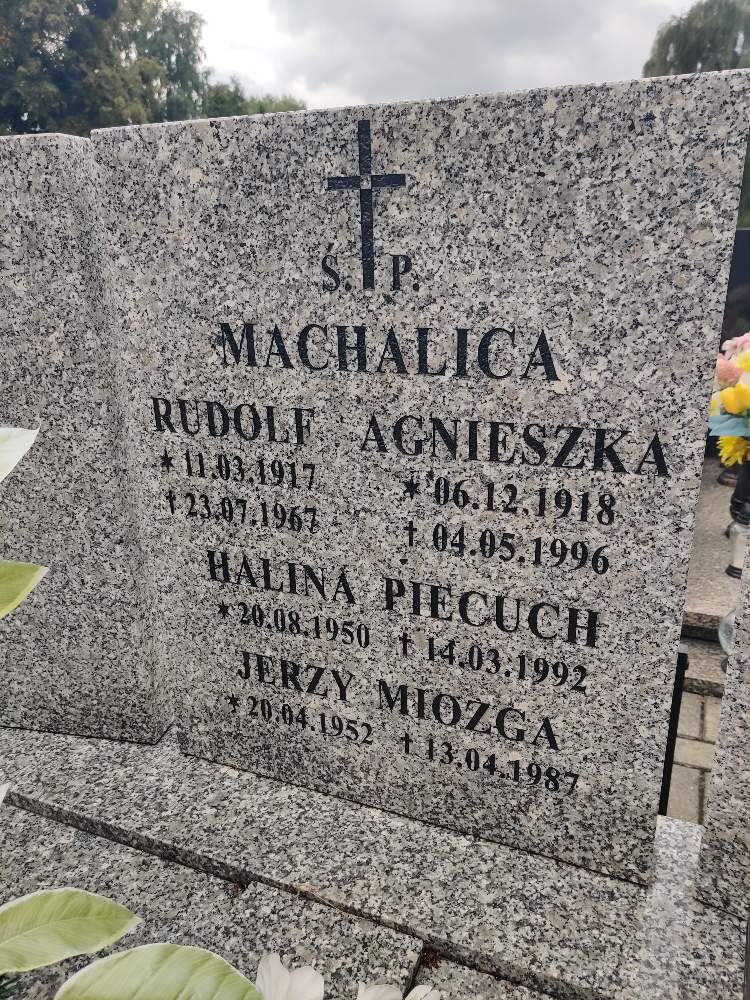 Ś. P.
MACHALICA
RUDOLF AGNIESZKA
* 11.03.1917 * 06.12.1918
† 23.07.1967 † 04.05.1996
HALINA PIECUCH
* 20.08.1950 † 14.03.1992
JERZY MIOZGA
* 20.04.1952 † 13.04.1987